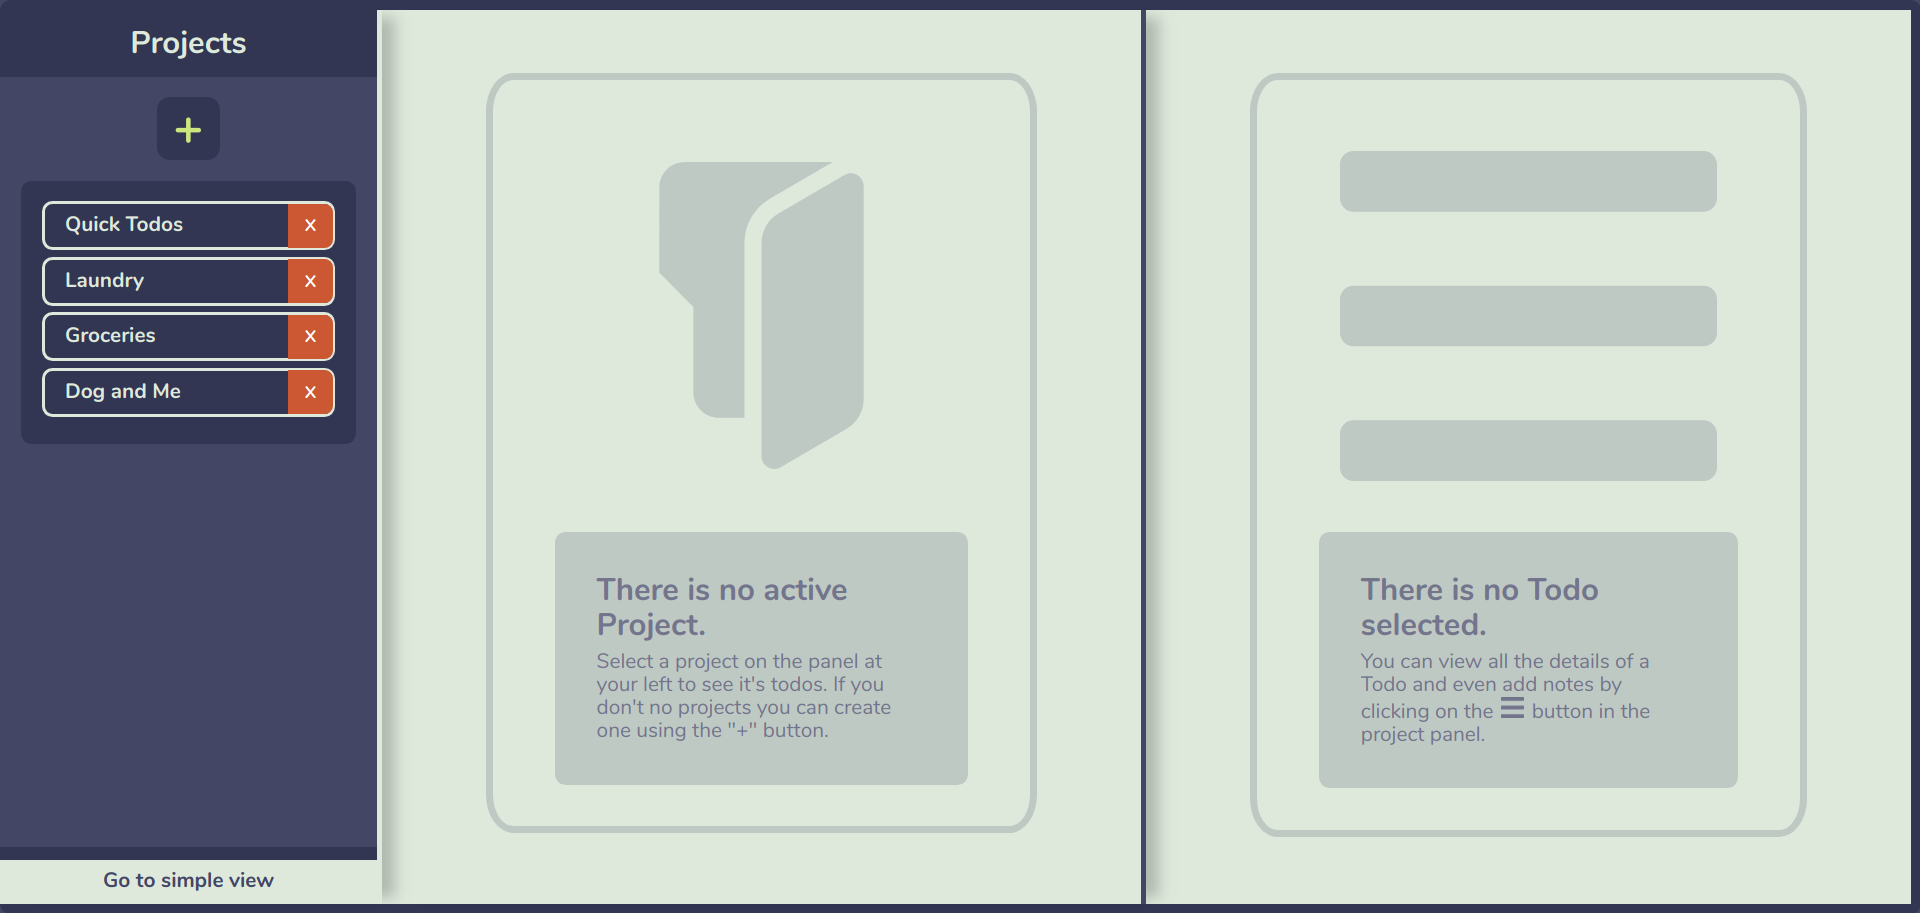 Projects
+
Quick Todos X
Laundry X
Groceries X
Dog and Me X
Go to simple view
There is no active
Project.
Select a project on the panel at
your left to see it's todos. If you
don't no projects you can create
one using the "+" button.
There is no Todo
selected.
You can view all the details of a
Todo and even add notes by
clicking on the button in the
project panel.